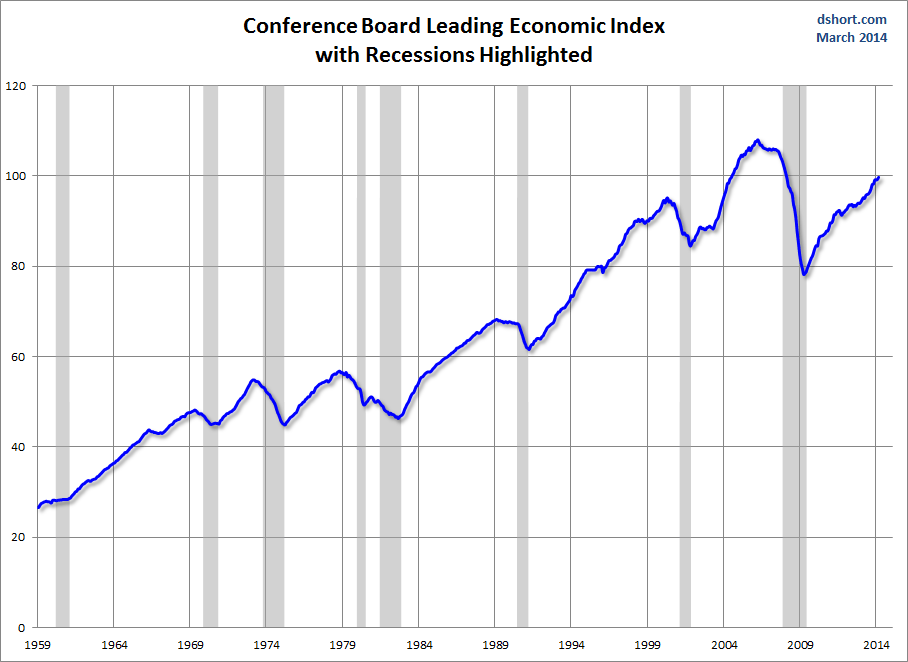 Conference Board Leading Economic Index
with Recessions Highlighted
dshort.com
March 2014
120
100
80
60
40
20
0
1959 1964 1969 1974 1979 1984 1989 1994 1999 2004 2009 2014